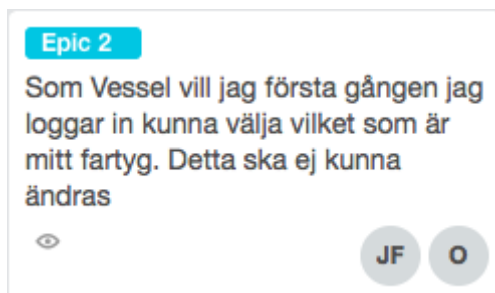 Epic 2
Som Vessel vill jag första gången jag
loggar in kunna välja vilket som är
mitt fartyg. Detta ska ej kunna
ändras
JF O